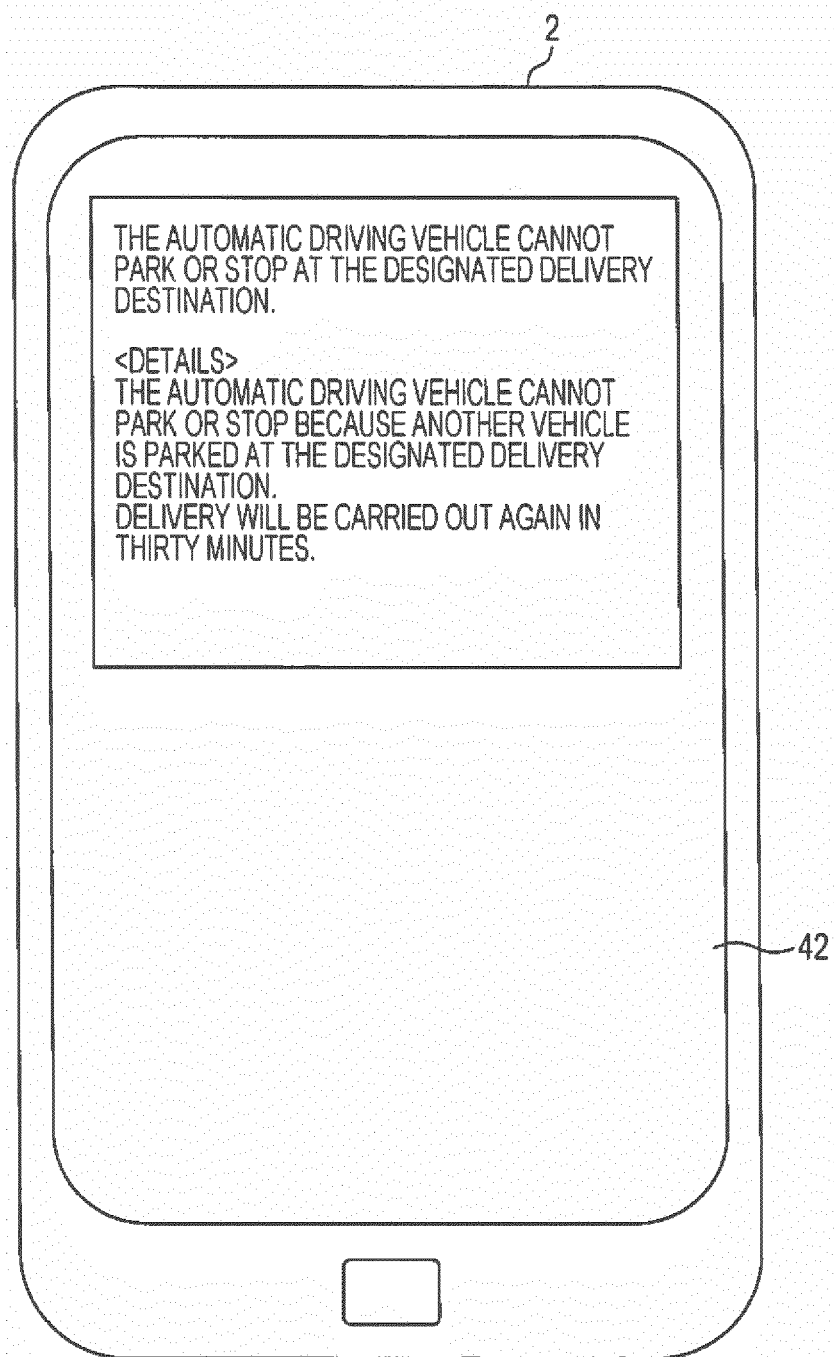 2
THE AUTOMATIC DRIVING VEHICLE CANNOT
PARK OR STOP AT THE DESIGNATED DELIVERY
DESTINATION.
<DETAILS>
THE AUTOMATIC DRIVING VEHICLE CANNOT
PARK OR STOP BECAUSE ANOTHER VEHICLE
IS PARKED AT THE DESIGNATED DELIVERY
DESTINATION.
DELIVERY WILL BE CARRIED OUT AGAIN IN
THIRTY MINUTES.
42